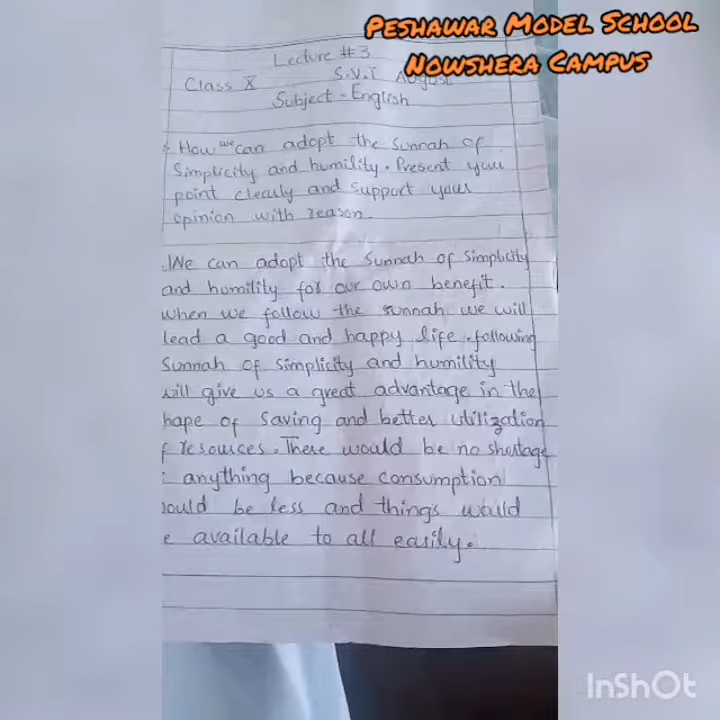 PESHAWAR MODEL SCHOOL
NOWSHERA CAMPUS
Lecture #3
S.V.I August
Class X
Subject - English
How we can adopt the Sunnah of
Simplicity and humility. Present your
point clearly and support your
opinion with reason.
We can adopt the Sunnah of Simplicity
and humility for our own benefit.
when we follow the sunnah we will
lead a good and happy life. following
Sunnah of simplicity and humility
will give us a great advantage in the
hape of Saving and better utilization
f resources. There would be no shortage
anything because consumption
ould be less and things would
e available to all easily.
InShOt